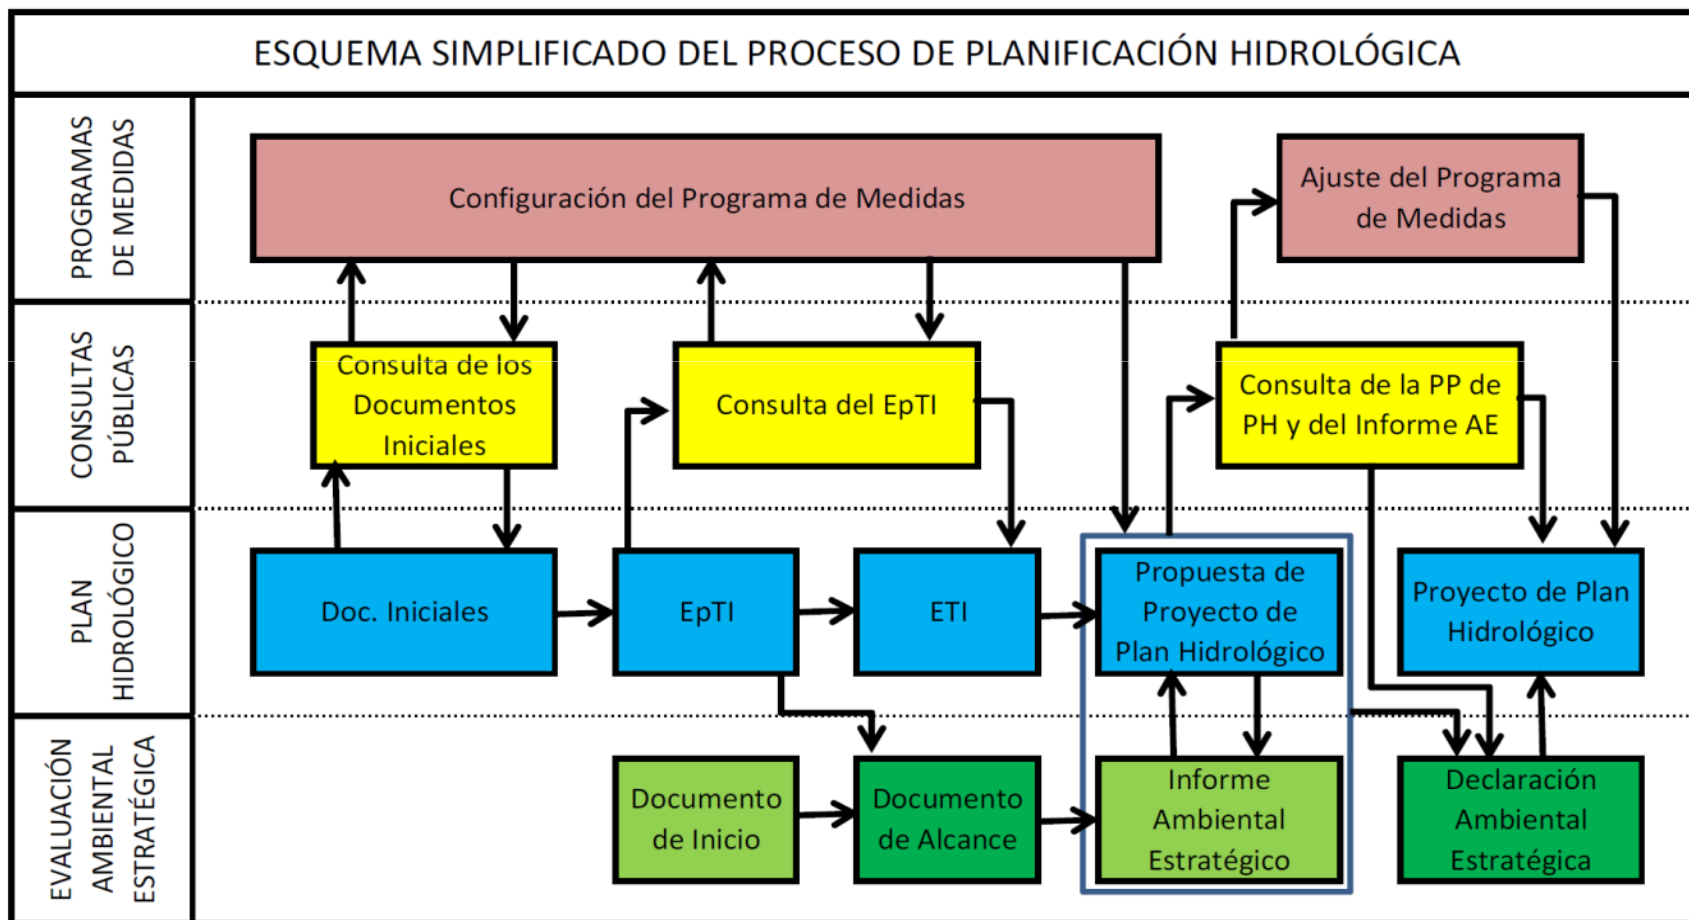 ESQUEMA SIMPLIFICADO DEL PROCESO DE PLANIFICACIÓN HIDROLÓGICA
PROGRAMAS
DE MEDIDAS
Configuración del Programa de Medidas
Ajuste del Programa
de Medidas
CONSULTAS
PÚBLICAS
Consulta de los
Documentos
Iniciales
Consulta del EpTI
Consulta de la PP de
PH y del Informe AE
PLAN
HIDROLÓGICO
Doc. Iniciales
EpTI
ETI
Propuesta de
Proyecto de
Plan Hidrológico
Proyecto de Plan
Hidrológico
EVALUACIÓN
AMBIENTAL
ESTRATÉGICA
Documento
de Inicio
Documento
de Alcance
Informe
Ambiental
Estratégico
Declaración
Ambiental
Estratégica